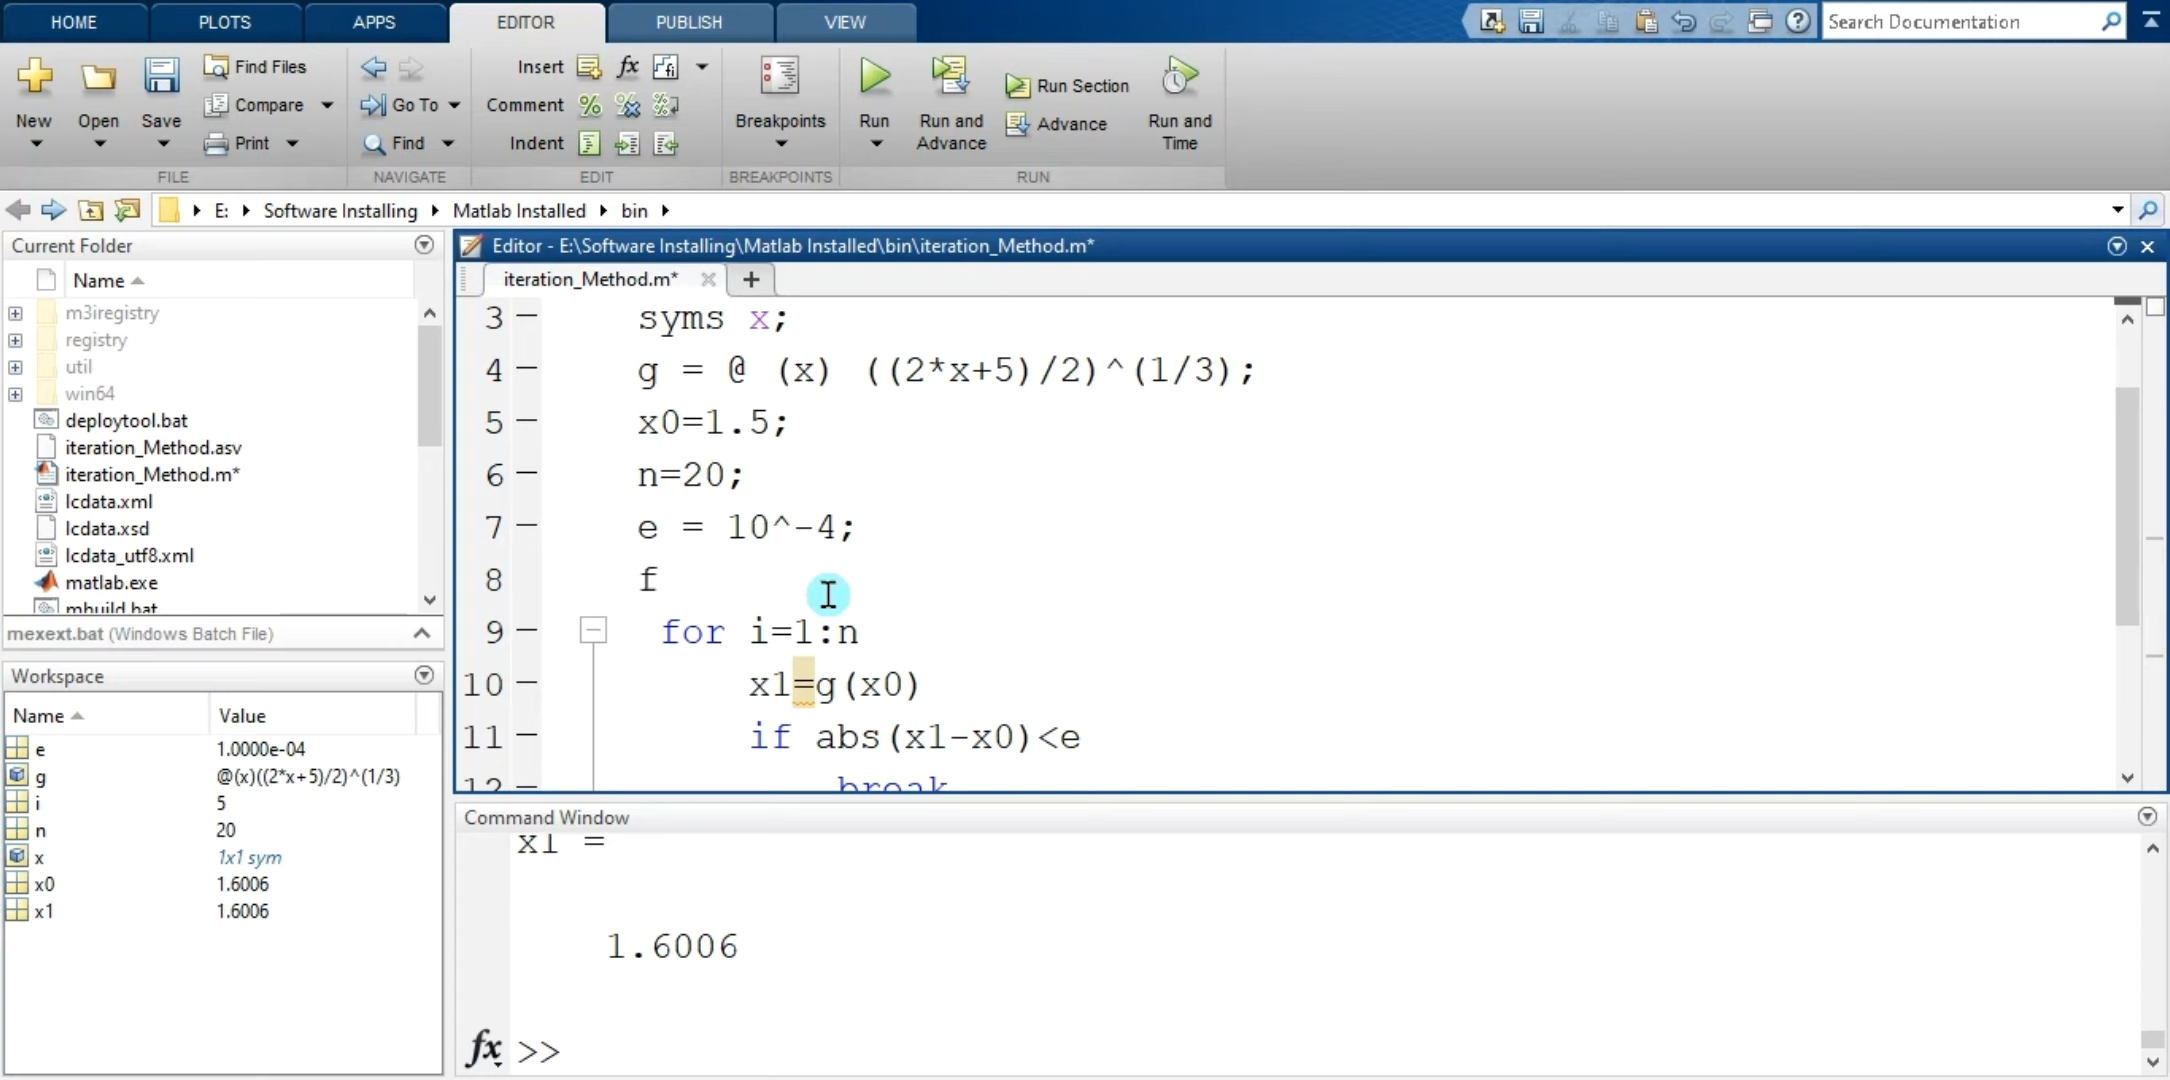 HOME PLOTS APPS EDITOR PUBLISH VIEW Search Documentation
New Open Save Find Files Compare Print
FILE
Go To Find
NAVIGATE
Insert fx
Comment
Indent
EDIT
Breakpoints
BREAKPOINTS
Run Run and Advance Run Section Advance Run and Time
RUN
E: Software Installing Matlab Installed bin
Current Folder
Name
m3iregistry
registry
util
win64
deploytool.bat
iteration_Method.asv
iteration_Method.m*
lcdata.xml
lcdata.xsd
lcdata_utf8.xml
matlab.exe
mbuild.bat
mexext.bat (Windows Batch File)
Workspace
Name Value
e 1.0000e-04
g @(x)((2*x+5)/2)^(1/3)
i 5
n 20
x 1x1 sym
x0 1.6006
x1 1.6006
Editor - E:\Software Installing\Matlab Installed\bin\iteration_Method.m*
iteration_Method.m* +
3 – syms x;
4 – g = @ (x) ((2*x+5)/2)^(1/3);
5 – x0=1.5;
6 – n=20;
7 – e = 10^-4;
8 f
9 – for i=1:n
10 – x1=g(x0)
11 – if abs(x1-x0)<e
12 – break
Command Window
x1 =
1.6006
fx >>